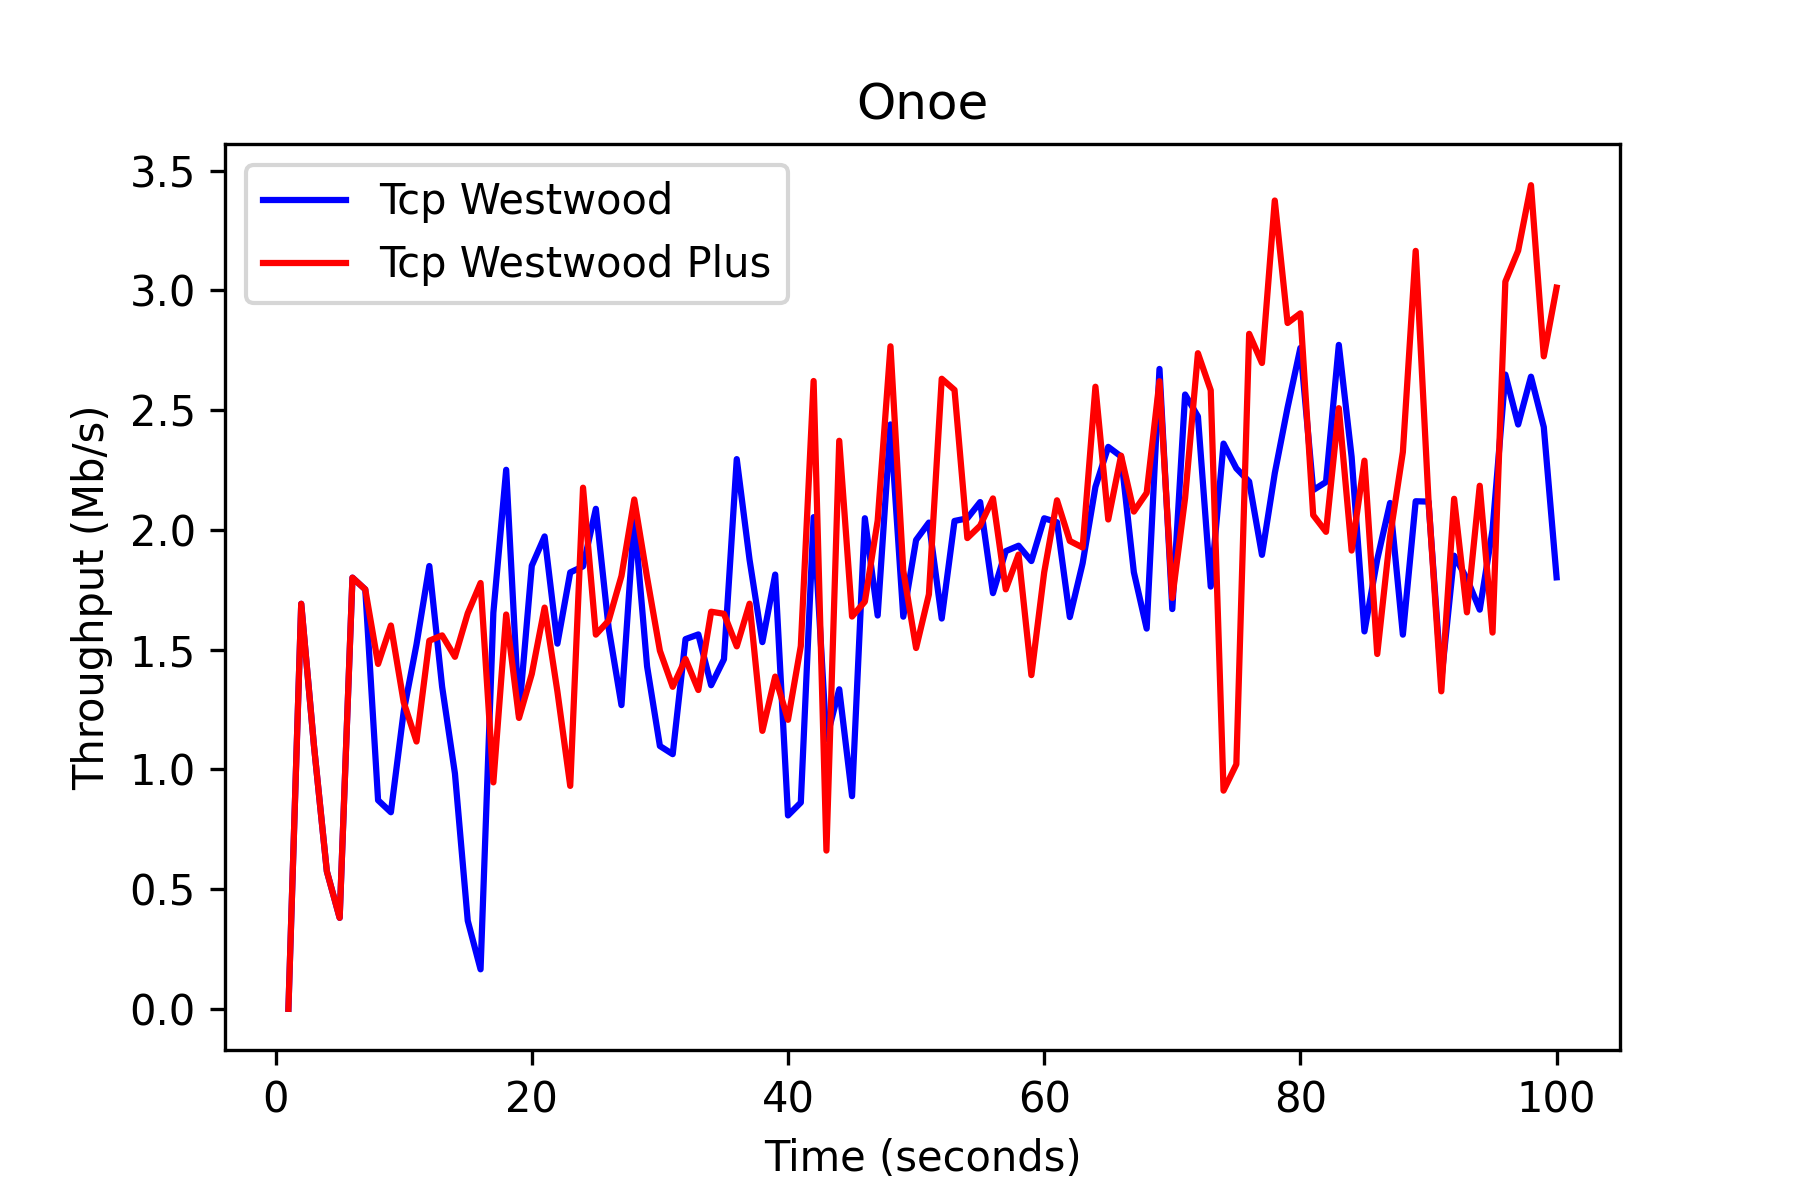 Onoe
Tcp Westwood
Tcp Westwood Plus
Throughput (Mb/s)
3.5
3.0
2.5
2.0
1.5
1.0
0.5
0.0
0 20 40 60 80 100
Time (seconds)